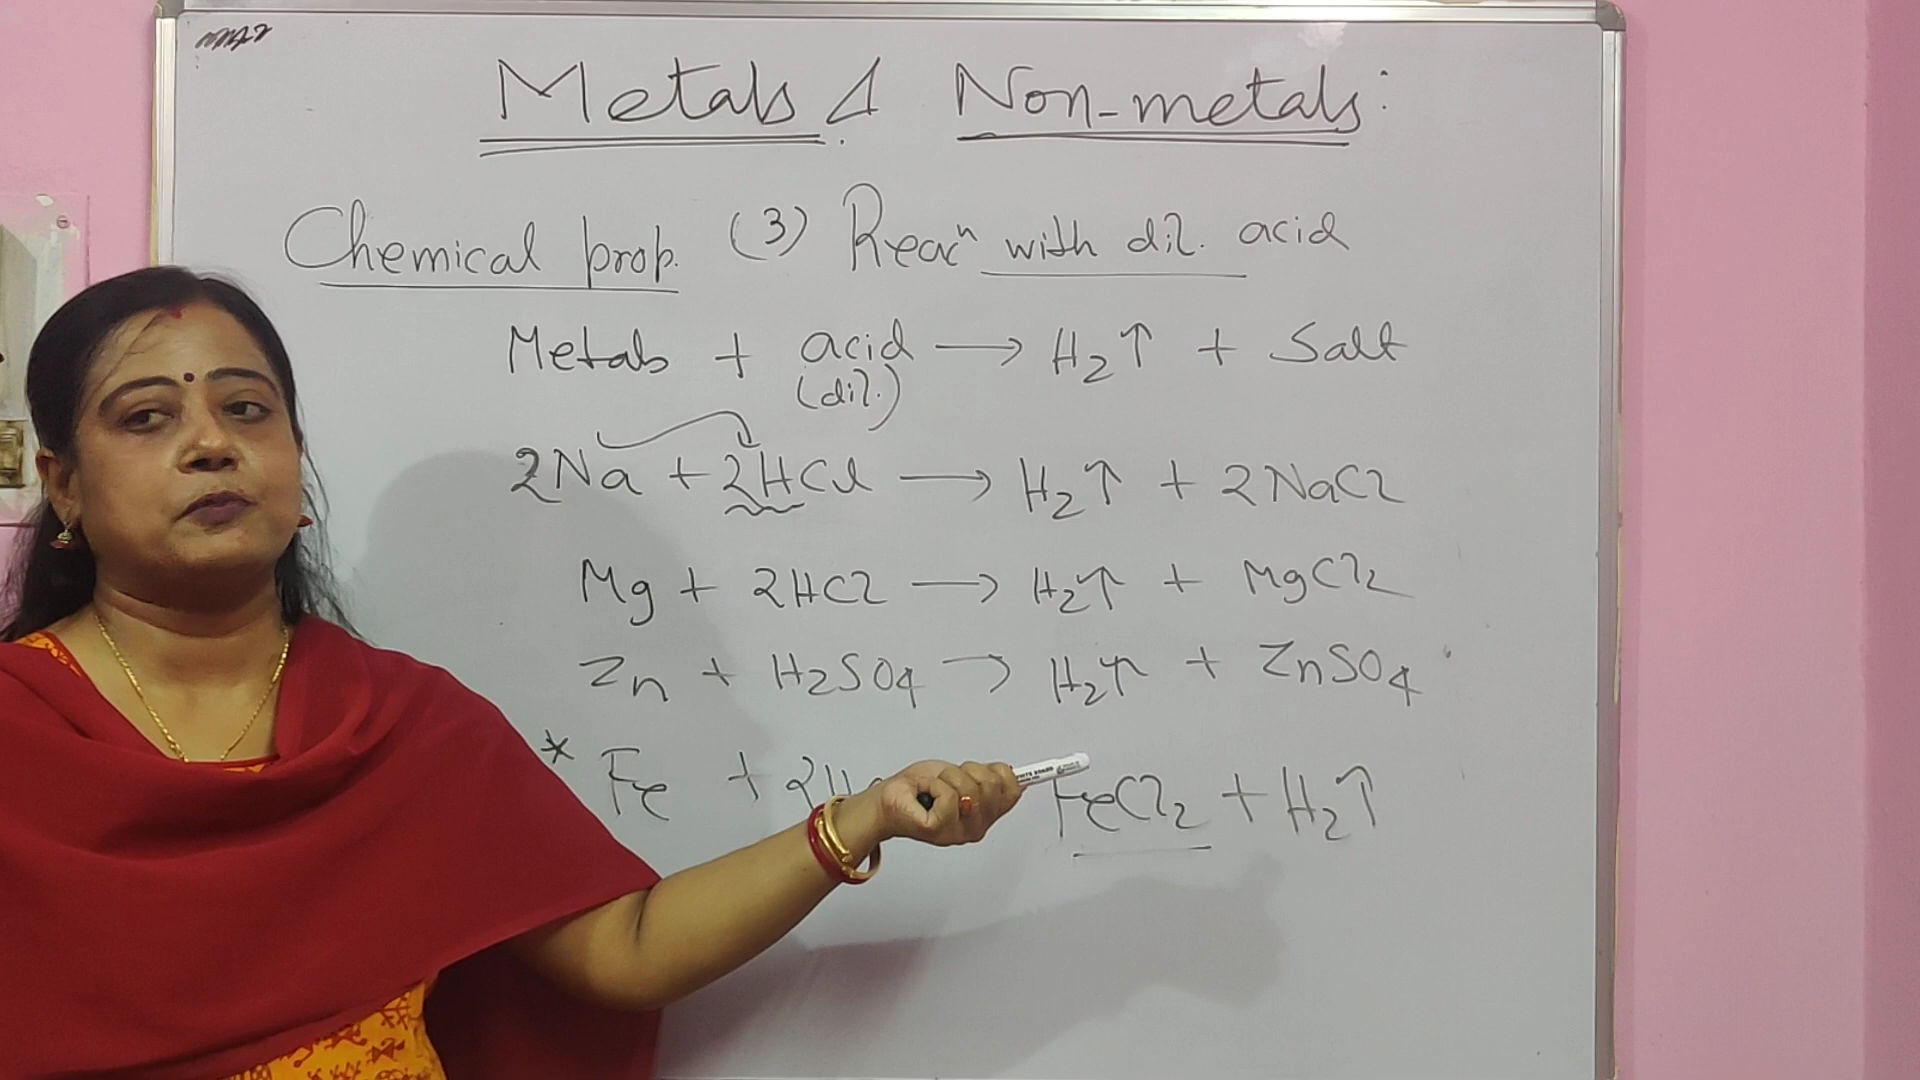 Metals & Non-metals:
Chemical prop. (3) Reacⁿ with dil. acid
Metals + acid → H₂↑ + Salt
(dil.)
2Na + 2HCl → H₂↑ + 2NaCl
Mg + 2HCl → H₂↑ + MgCl₂
Zn + H₂SO₄ → H₂↑ + ZnSO₄
* Fe + 2H FeCl₂ + H₂↑